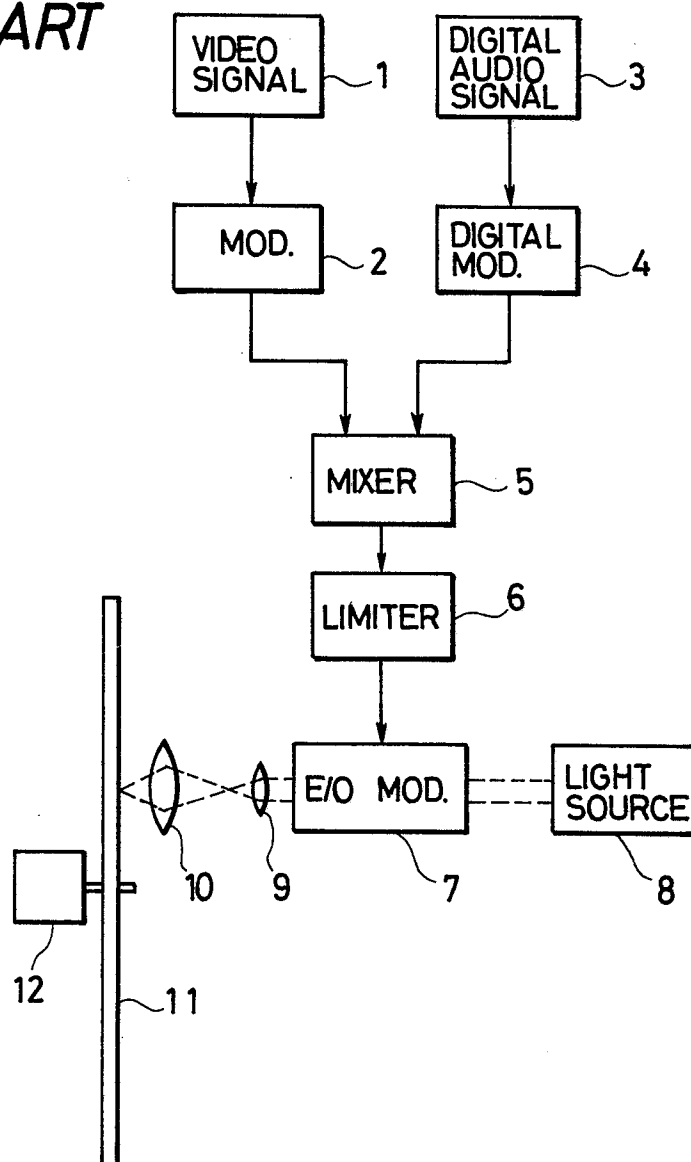 ART
VIDEO
SIGNAL
1
DIGITAL
AUDIO
SIGNAL
3
MOD.
2
DIGITAL
MOD.
4
MIXER
5
LIMITER
6
E/O MOD.
7
LIGHT
SOURCE
8
10
9
12
11